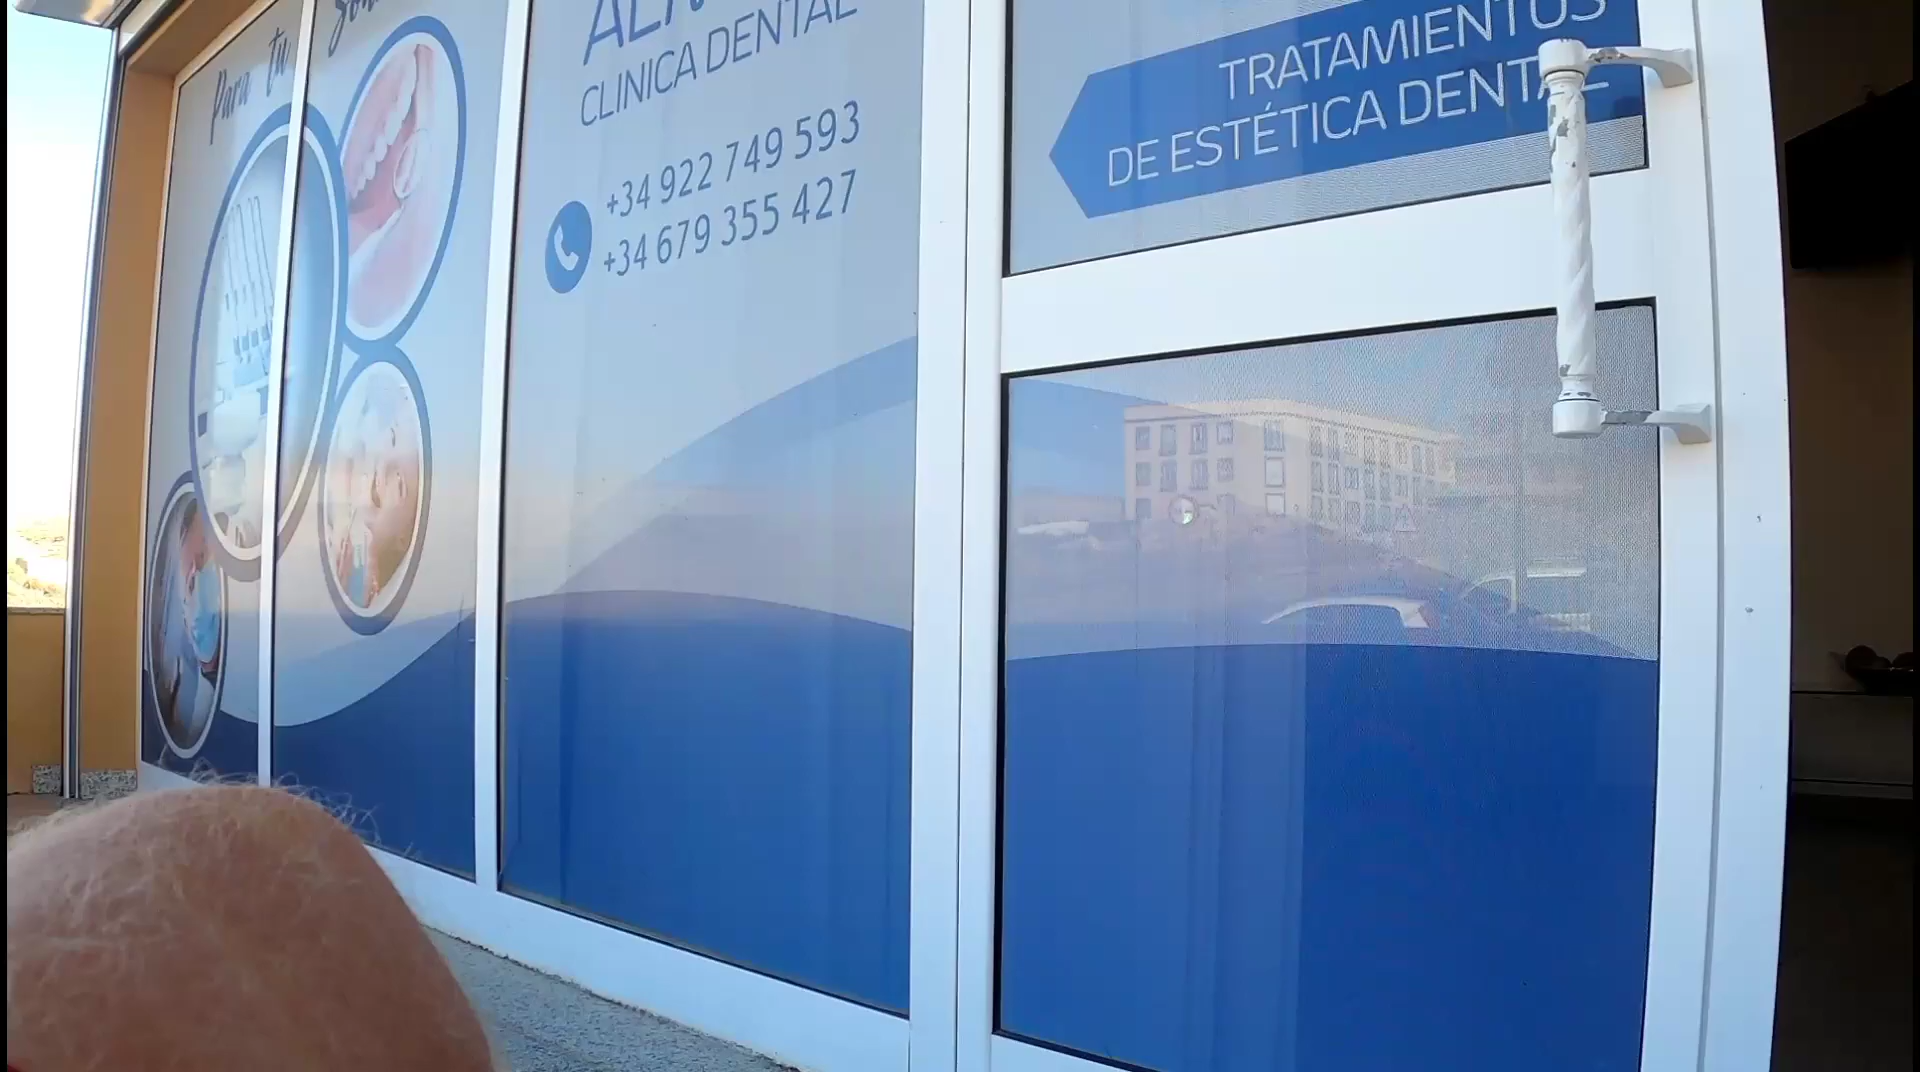 Para tu
CLINICA DENTAL
+34 922 749 593
+34 679 355 427
TRATAMIENTOS
DE ESTÉTICA DENTAL